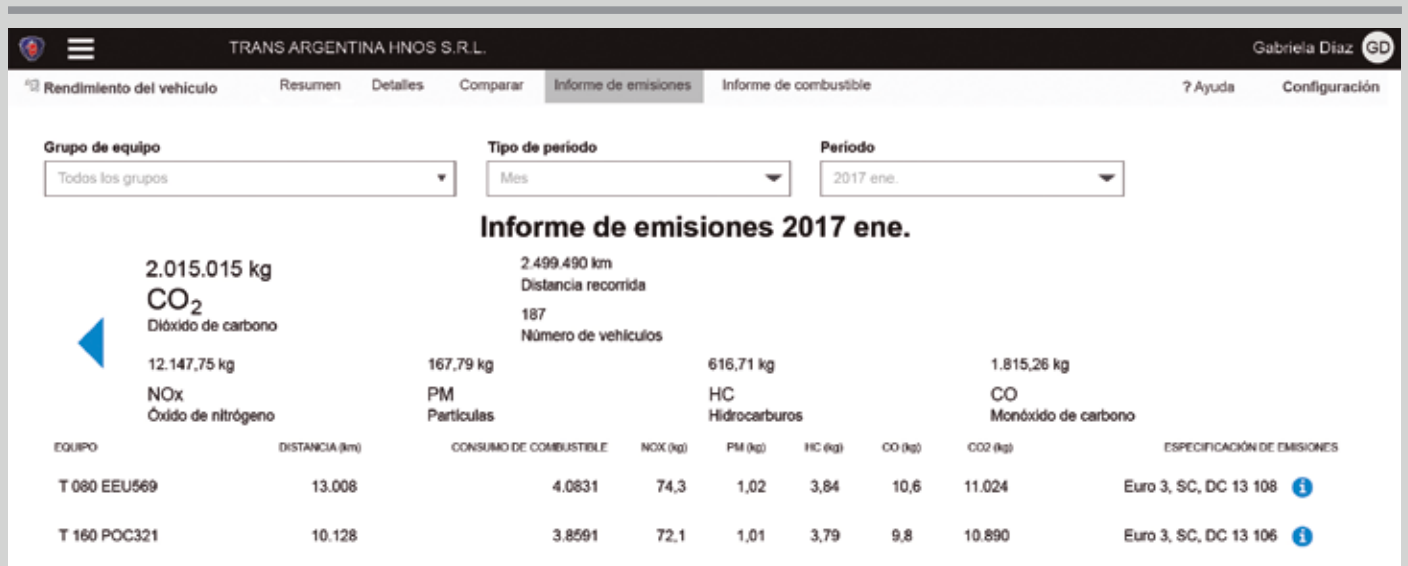 TRANS ARGENTINA HNOS S.R.L. Gabriela Díaz GD
Rendimiento del vehiculo Resumen Detalles Comparar Informe de emisiones Informe de combustible ? Ayuda Configuración
Grupo de equipo Tipo de período Período
Todos los grupos Mes 2017 ene.
Informe de emisiones 2017 ene.
2.015.015 kg
CO2
Dióxido de carbono
2.499.490 km
Distancia recorrida
187
Número de vehículos
12.147,75 kg 167,79 kg 616,71 kg 1.815,26 kg
NOx PM HC CO
Óxido de nitrógeno Partículas Hidrocarburos Monóxido de carbono
EQUIPO DISTANCIA (km) CONSUMO DE COMBUSTIBLE NOX (kg) PM (kg) HC (kg) CO (kg) CO2 (kg) ESPECIFICACIÓN DE EMISIONES
T 080 EEU569 13.008 4.0831 74,3 1,02 3,84 10,6 11.024 Euro 3, SC, DC 13 108 i
T 160 POC321 10.128 3.8591 72,1 1,01 3,79 9,8 10.890 Euro 3, SC, DC 13 106 i